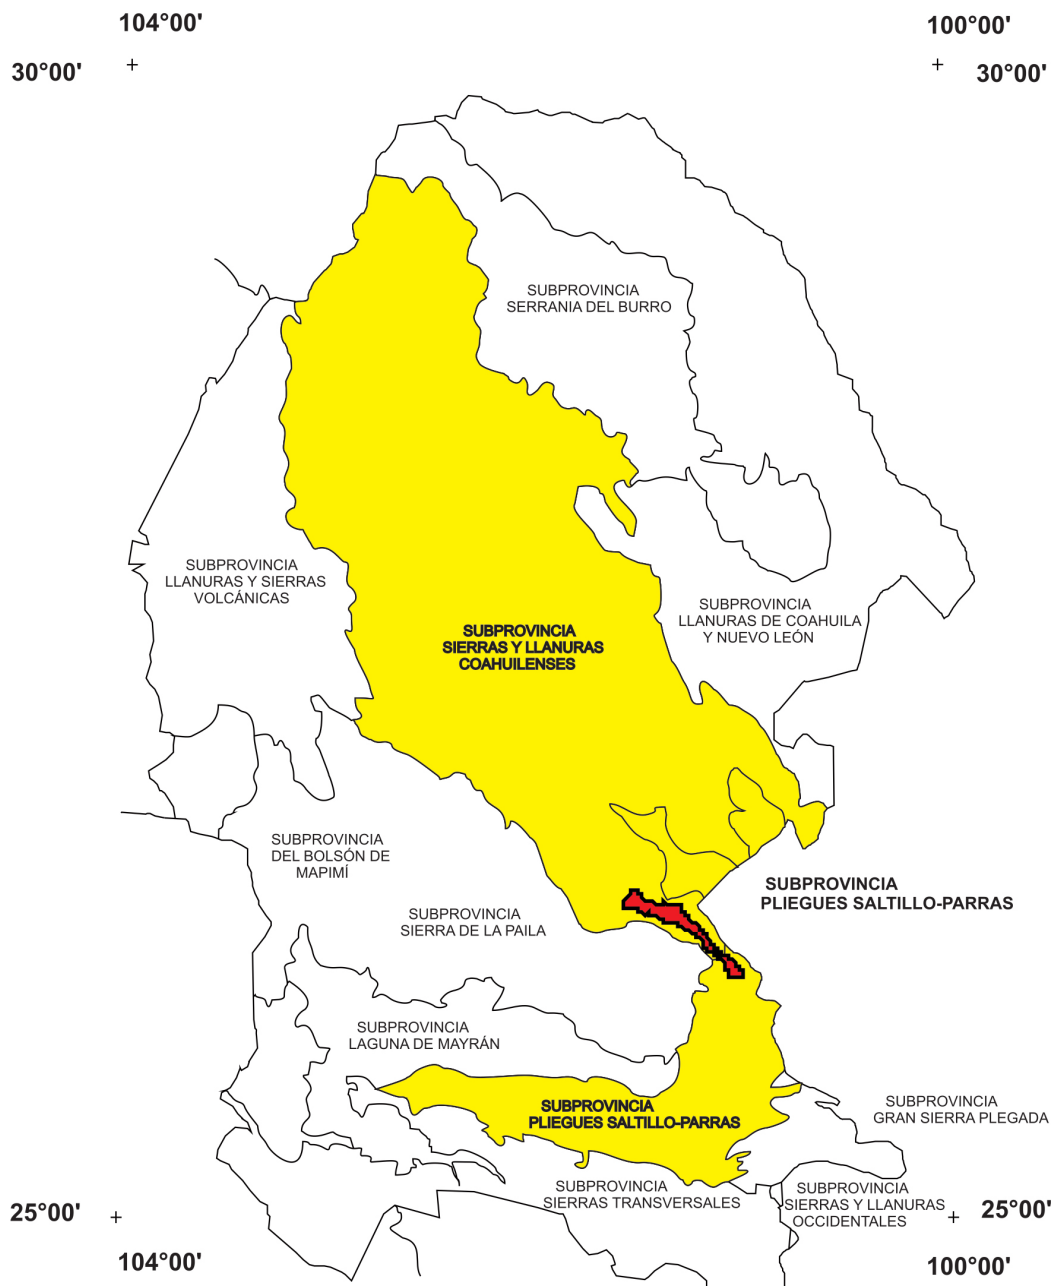 104°00'
100°00'
30°00'
30°00'
SUBPROVINCIA
SERRANIA DEL BURRO
SUBPROVINCIA
LLANURAS Y SIERRAS
VOLCÁNICAS
SUBPROVINCIA
LLANURAS DE COAHUILA
Y NUEVO LEÓN
SUBPROVINCIA
SIERRAS Y LLANURAS
COAHUILENSES
SUBPROVINCIA
DEL BOLSÓN DE
MAPIMÍ
SUBPROVINCIA
PLIEGUES SALTILLO-PARRAS
SUBPROVINCIA
SIERRA DE LA PAILA
SUBPROVINCIA
LAGUNA DE MAYRÁN
SUBPROVINCIA
PLIEGUES SALTILLO-PARRAS
SUBPROVINCIA
GRAN SIERRA PLEGADA
SUBPROVINCIA
SIERRAS TRANSVERSALES
SUBPROVINCIA
SIERRAS Y LLANURAS
OCCIDENTALES
25°00'
25°00'
104°00'
100°00'